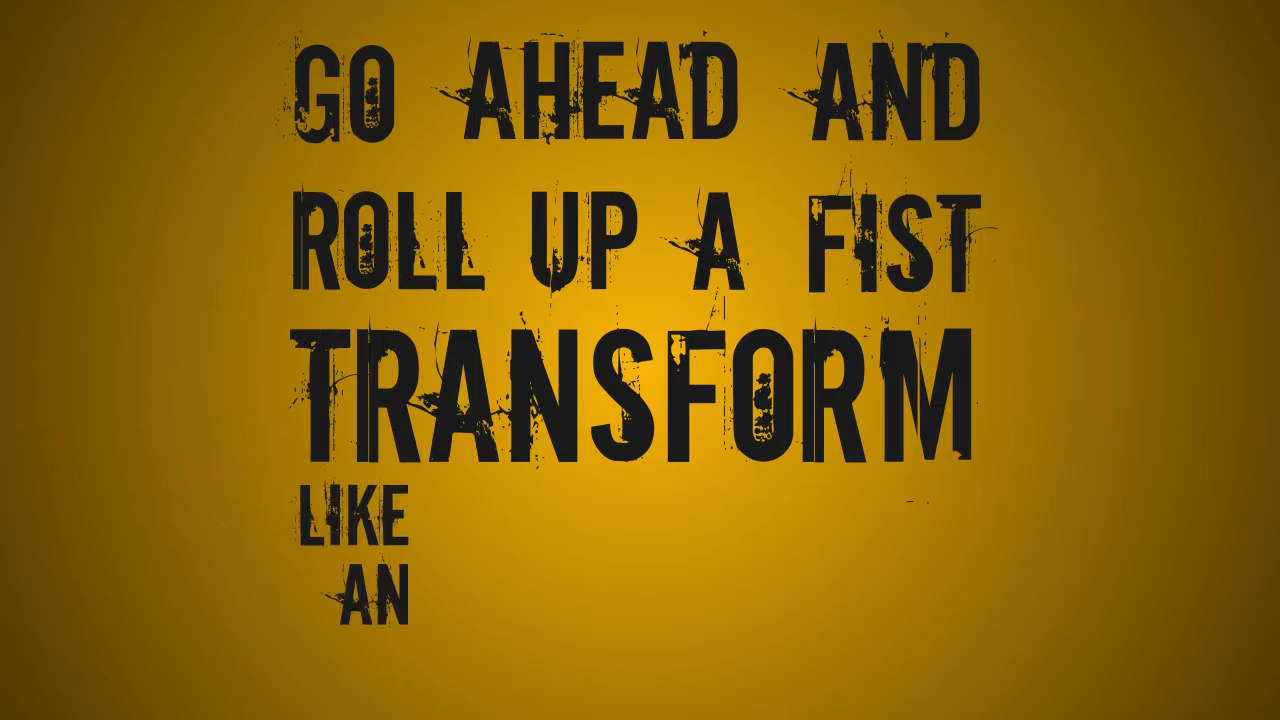 GO AHEAD AND
ROLL UP A FIST
TRANSFORM
LIKE
AN